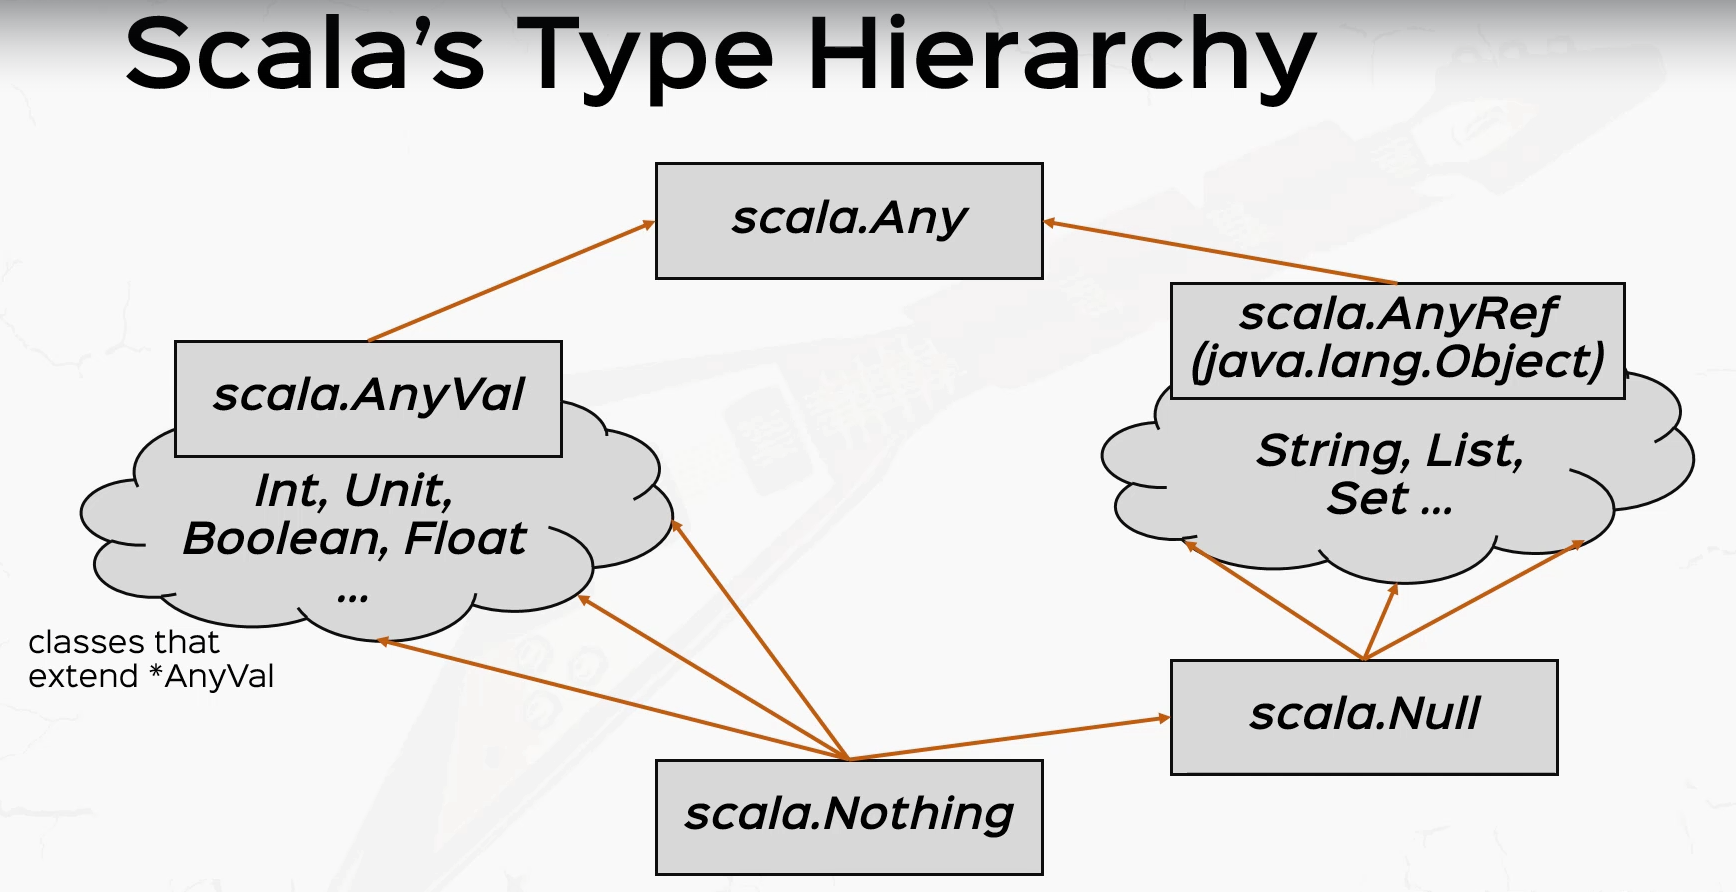 Scala’s Type Hierarchy
scala.Any
scala.AnyRef
(java.lang.Object)
scala.AnyVal
String, List,
Set ...
Int, Unit,
Boolean, Float
...
classes that
extend *AnyVal
scala.Null
scala.Nothing